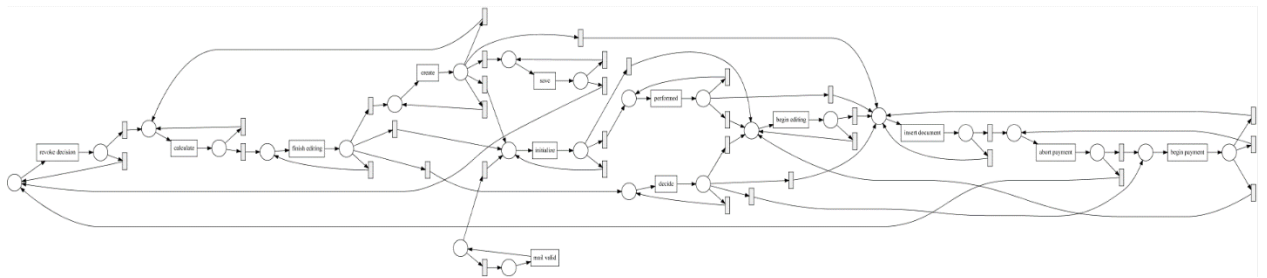 create
save
performed
begin editing
insert document
revoke decision
calculate
finish editing
initialize
abort payment
begin payment
decide
mail valid